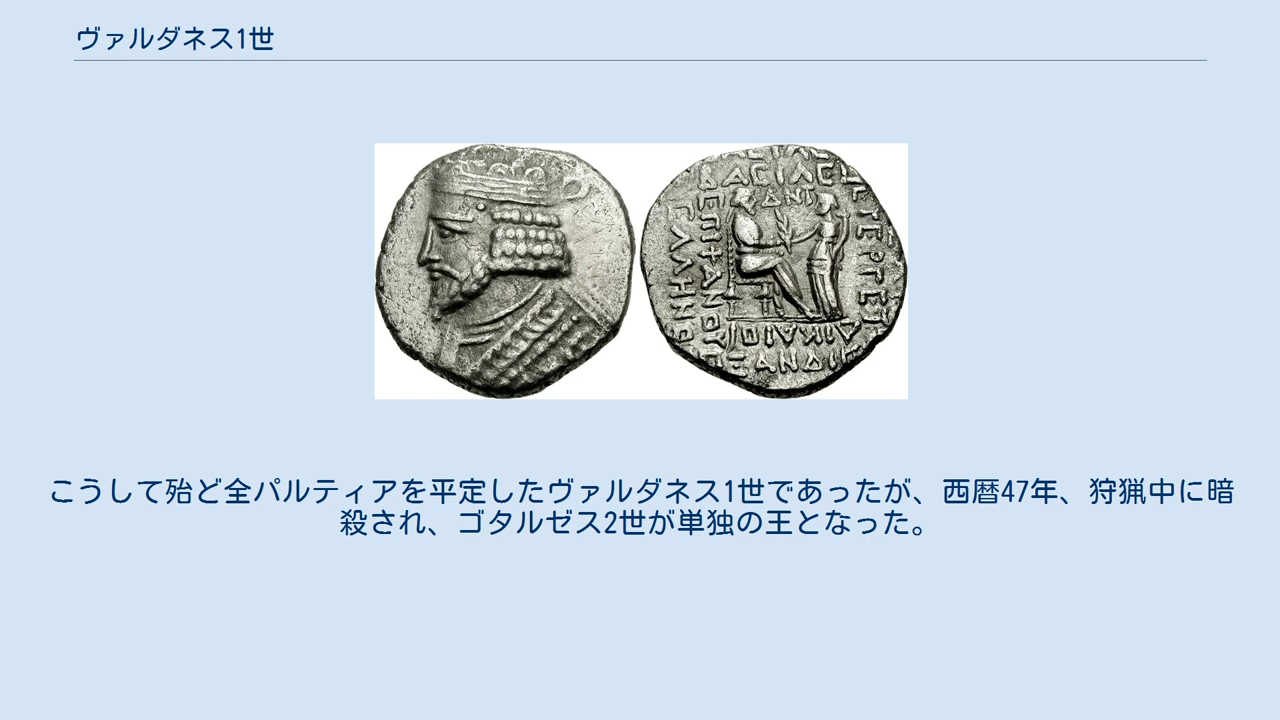 ヴァルダネス1世
ΒΑΣΙΛΕ
ΕΠΙΦΑΝΟΥΣ
ΔΙΚΑΙΟ
こうして殆ど全パルティアを平定したヴァルダネス1世であったが、西暦47年、狩猟中に暗
殺され、ゴタルゼス2世が単独の王となった。